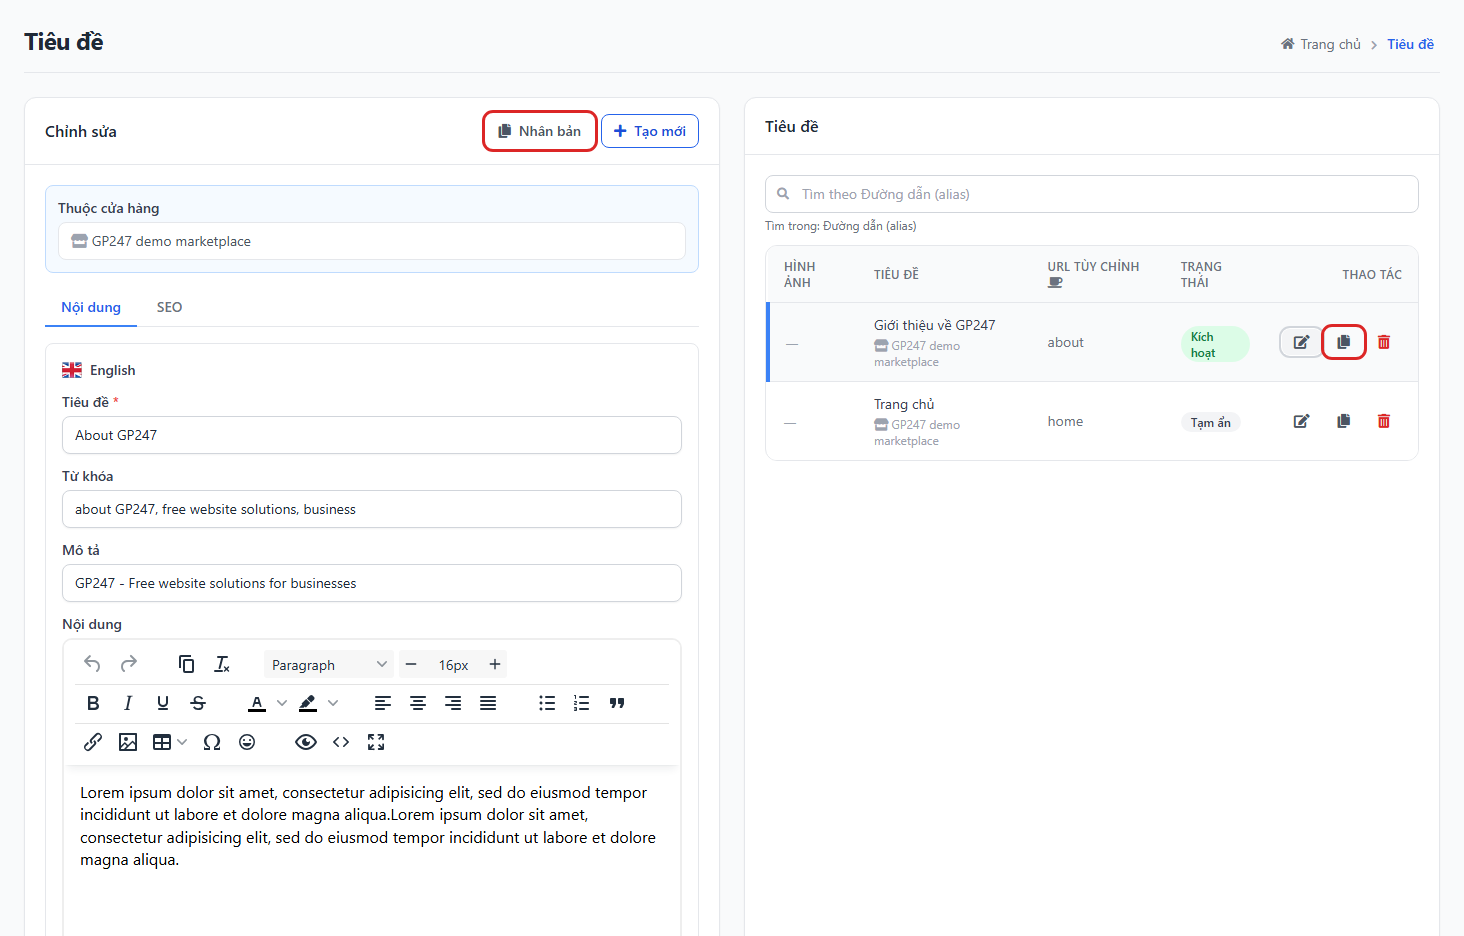 Tiêu đề
Trang chủ > Tiêu đề
Chỉnh sửa
Nhân bản
Tạo mới
Thuộc cửa hàng
GP247 demo marketplace
Nội dung
SEO
English
Tiêu đề *
About GP247
Từ khóa
about GP247, free website solutions, business
Mô tả
GP247 - Free website solutions for businesses
Nội dung
Paragraph
16px
Lorem ipsum dolor sit amet, consectetur adipisicing elit, sed do eiusmod tempor
incididunt ut labore et dolore magna aliqua.Lorem ipsum dolor sit amet,
consectetur adipisicing elit, sed do eiusmod tempor incididunt ut labore et dolore
magna aliqua.
Tiêu đề
Tìm theo Đường dẫn (alias)
Tìm trong: Đường dẫn (alias)
HÌNH
ẢNH
TIÊU ĐỀ
URL TÙY CHỈNH
TRẠNG
THÁI
THAO TÁC
—
Giới thiệu về GP247
GP247 demo
marketplace
about
Kích
hoạt
—
Trang chủ
GP247 demo
marketplace
home
Tạm ẩn